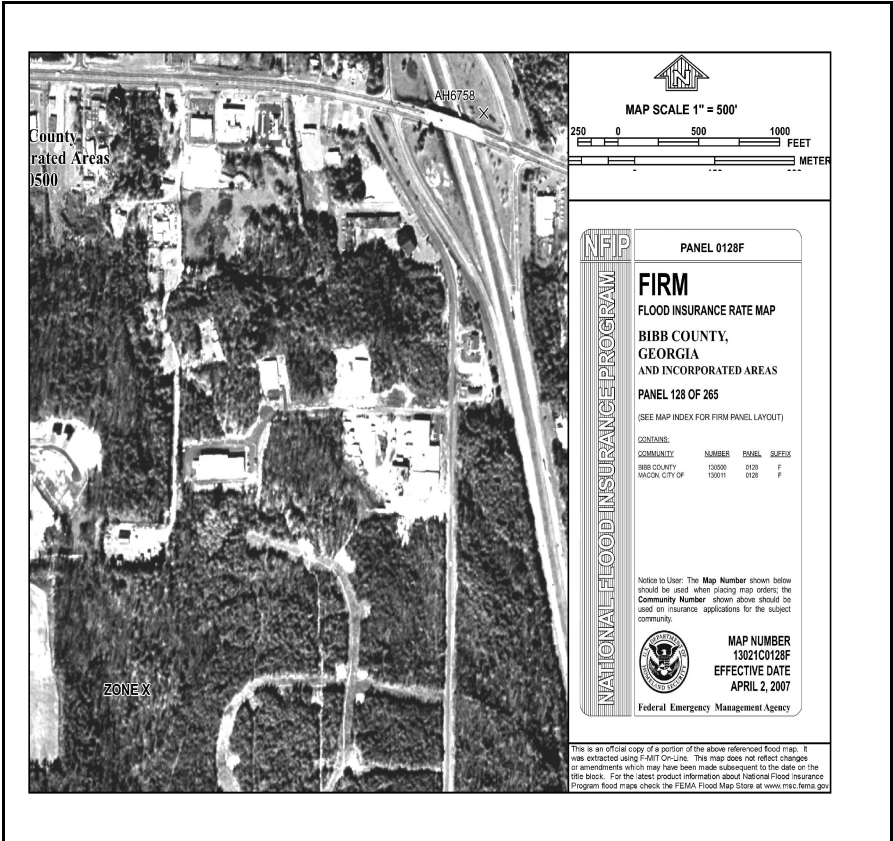 AH6758
County
rated Areas
0500
ZONE X
N
MAP SCALE 1" = 500'
250 0 500 1000
FEET
METER
NFIP
NATIONAL FLOOD INSURANCE PROGRAM
PANEL 0128F
FIRM
FLOOD INSURANCE RATE MAP
BIBB COUNTY,
GEORGIA
AND INCORPORATED AREAS
PANEL 128 OF 265
(SEE MAP INDEX FOR FIRM PANEL LAYOUT)
CONTAINS:
COMMUNITY NUMBER PANEL SUFFIX
BIBB COUNTY 130500 0128 F
MACON, CITY OF 130011 0128 F
Notice to User: The Map Number shown below
should be used when placing map orders; the
Community Number shown above should be
used on insurance applications for the subject
community.
U.S. DEPARTMENT OF
HOMELAND SECURITY
MAP NUMBER
13021C0128F
EFFECTIVE DATE
APRIL 2, 2007
Federal Emergency Management Agency
This is an official copy of a portion of the above referenced flood map. It
was extracted using F-MIT On-Line. This map does not reflect changes
or amendments which may have been made subsequent to the date on the
title block. For the latest product information about National Flood Insurance
Program flood maps check the FEMA Flood Map Store at www.msc.fema.gov